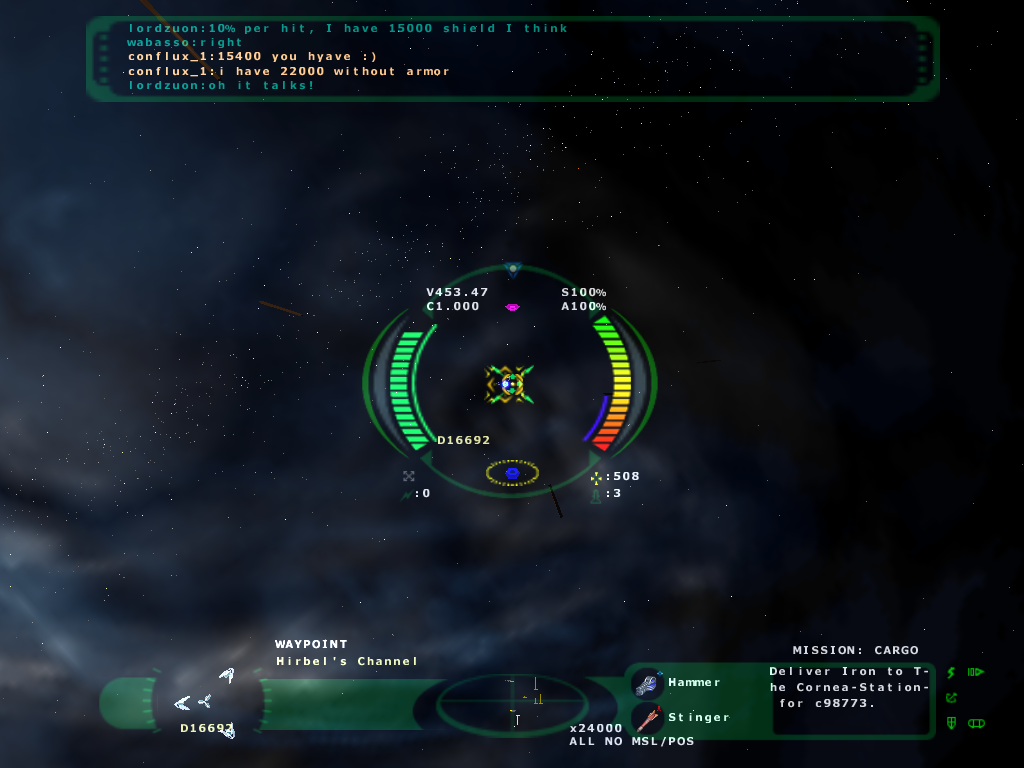 lordzuon:10% per hit, I have 15000 shield I think
wabasso:right
conflux_1:15400 you hyave :)
conflux_1:i have 22000 without armor
lordzuon:oh it talks!
V453.47 S100%
C1.000 A100%
D16692
:508
:0 :3
WAYPOINT
Hirbel's Channel
D16692
x24000
ALL NO MSL/POS
Hammer
Stinger
MISSION: CARGO
Deliver Iron to T-
he Cornea-Station-
for c98773.